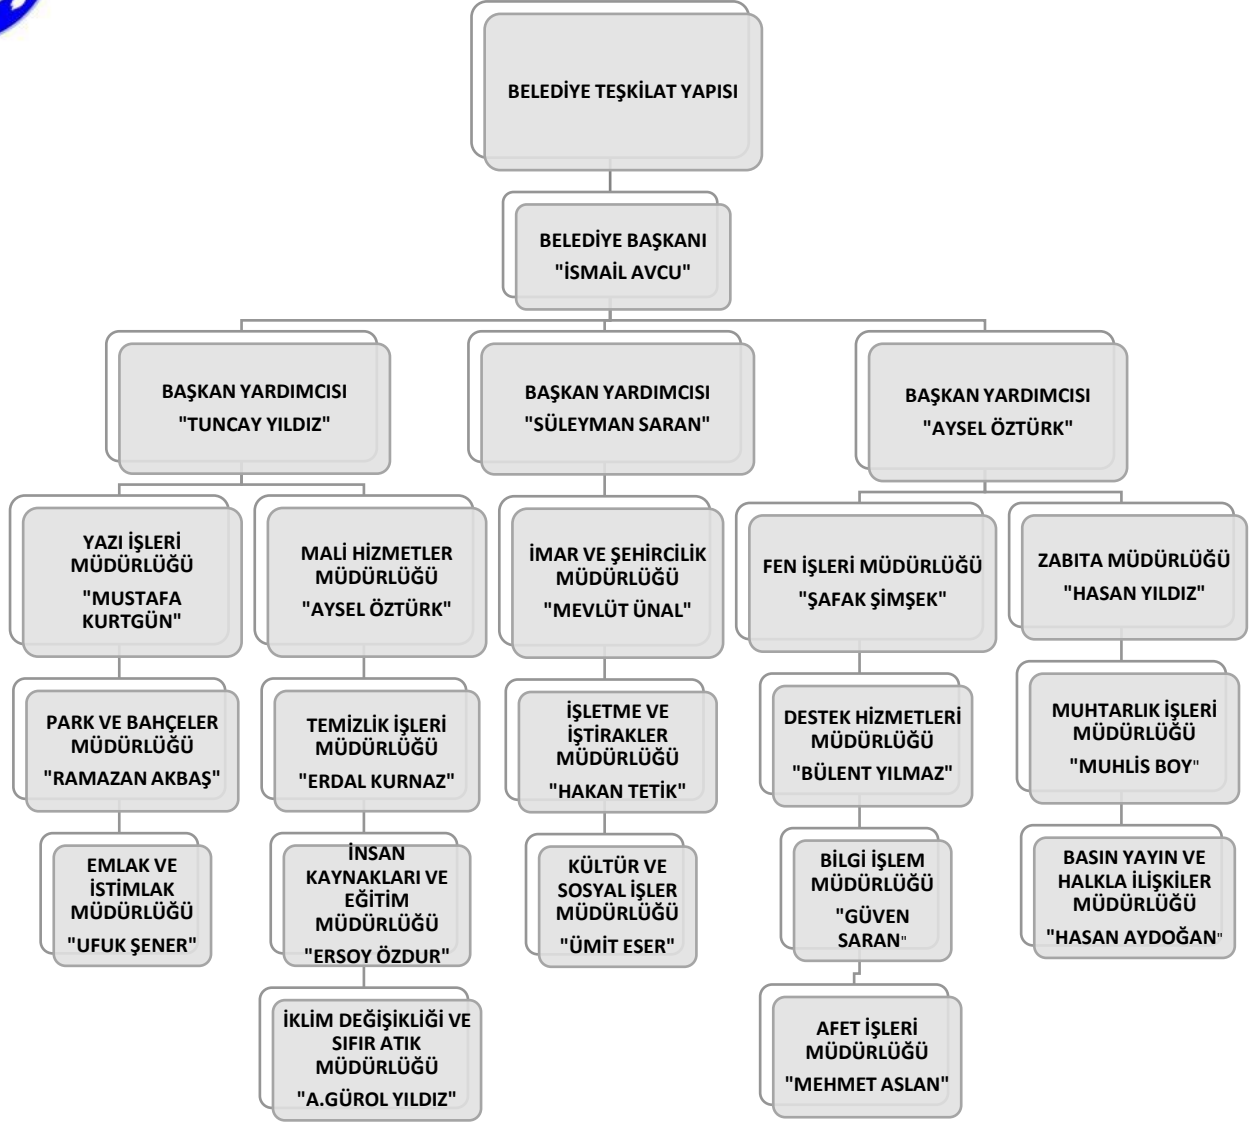 BELEDİYE TEŞKİLAT YAPISI
BELEDİYE BAŞKANI
"İSMAİL AVCU"
BAŞKAN YARDIMCISI
"TUNCAY YILDIZ"
BAŞKAN YARDIMCISI
"SÜLEYMAN SARAN"
BAŞKAN YARDIMCISI
"AYSEL ÖZTÜRK"
YAZI İŞLERİ
MÜDÜRLÜĞÜ
"MUSTAFA
KURTGÜN"
MALİ HİZMETLER
MÜDÜRLÜĞÜ
"AYSEL ÖZTÜRK"
İMAR VE ŞEHİRCİLİK
MÜDÜRLÜĞÜ
"MEVLÜT ÜNAL"
FEN İŞLERİ MÜDÜRLÜĞÜ
"ŞAFAK ŞİMŞEK"
ZABITA MÜDÜRLÜĞÜ
"HASAN YILDIZ"
PARK VE BAHÇELER
MÜDÜRLÜĞÜ
"RAMAZAN AKBAŞ"
TEMİZLİK İŞLERİ
MÜDÜRLÜĞÜ
"ERDAL KURNAZ"
İŞLETME VE
İŞTİRAKLER
MÜDÜRLÜĞÜ
"HAKAN TETİK"
DESTEK HİZMETLERİ
MÜDÜRLÜĞÜ
"BÜLENT YILMAZ"
MUHTARLIK İŞLERİ
MÜDÜRLÜĞÜ
"MUHLİS BOY"
EMLAK VE
İSTİMLAK
MÜDÜRLÜĞÜ
"UFUK ŞENER"
İNSAN
KAYNAKLARI VE
EĞİTİM
MÜDÜRLÜĞÜ
"ERSOY ÖZDUR"
KÜLTÜR VE
SOSYAL İŞLER
MÜDÜRLÜĞÜ
"ÜMİT ESER"
BİLGİ İŞLEM
MÜDÜRLÜĞÜ
"GÜVEN
SARAN"
BASIN YAYIN VE
HALKLA İLİŞKİLER
MÜDÜRLÜĞÜ
"HASAN AYDOĞAN"
İKLİM DEĞİŞİKLİĞİ VE
SIFIR ATIK
MÜDÜRLÜĞÜ
"A.GÜROL YILDIZ"
AFET İŞLERİ
MÜDÜRLÜĞÜ
"MEHMET ASLAN"